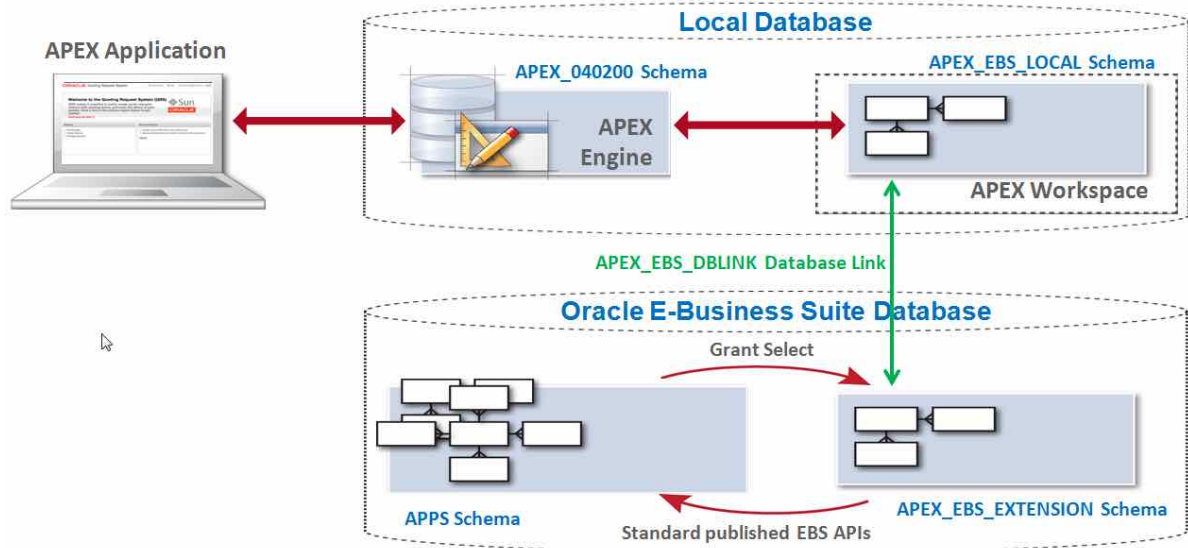 Local Database
APEX Application
APEX_040200 Schema
APEX_EBS_LOCAL Schema
Sun
APEX
Engine
APEX Workspace
APEX_EBS_DBLINK Database Link
Oracle E-Business Suite Database
Grant Select
APPS Schema
APEX_EBS_EXTENSION Schema
Standard published EBS APIs